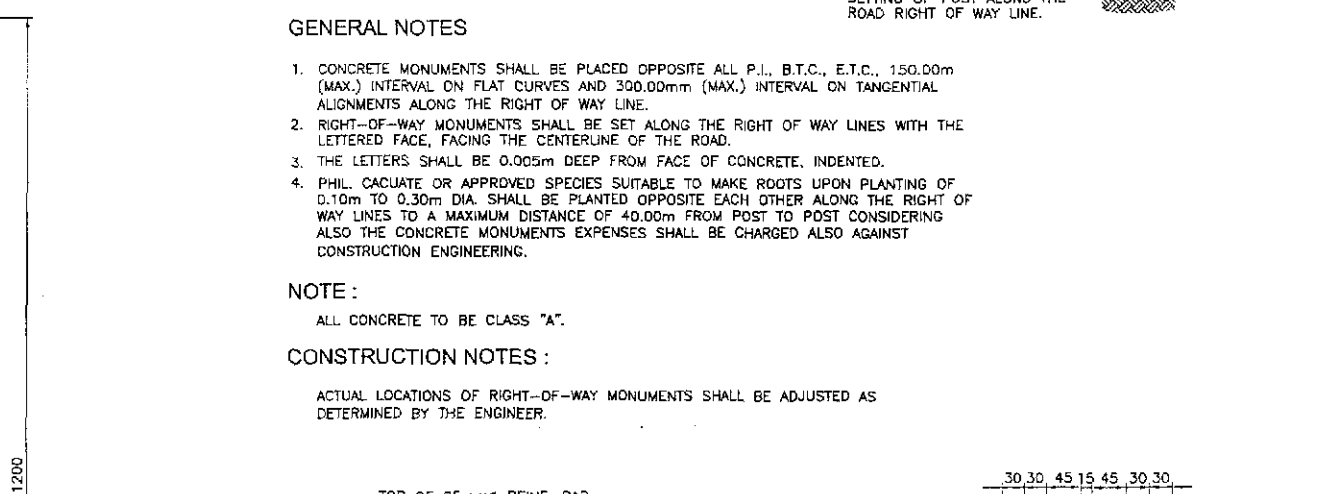 ROAD RIGHT OF WAY LINE.
GENERAL NOTES
1. CONCRETE MONUMENTS SHALL BE PLACED OPPOSITE ALL P.I., B.T.C., E.T.C., 150.00m
(MAX.) INTERVAL ON FLAT CURVES AND 300.00mm (MAX.) INTERVAL ON TANGENTIAL
ALIGNMENTS ALONG THE RIGHT OF WAY LINE.
2. RIGHT-OF-WAY MONUMENTS SHALL BE SET ALONG THE RIGHT OF WAY LINES WITH THE
LETTERED FACE, FACING THE CENTERLINE OF THE ROAD.
3. THE LETTERS SHALL BE 0.005m DEEP FROM FACE OF CONCRETE, INDENTED.
4. PHIL. CACUATE OR APPROVED SPECIES SUITABLE TO MAKE ROOTS UPON PLANTING OF
0.10m TO 0.30m DIA. SHALL BE PLANTED OPPOSITE EACH OTHER ALONG THE RIGHT OF
WAY LINES TO A MAXIMUM DISTANCE OF 40.00m FROM POST TO POST CONSIDERING
ALSO THE CONCRETE MONUMENTS EXPENSES SHALL BE CHARGED ALSO AGAINST
CONSTRUCTION ENGINEERING.
NOTE :
ALL CONCRETE TO BE CLASS "A".
CONSTRUCTION NOTES :
ACTUAL LOCATIONS OF RIGHT-OF-WAY MONUMENTS SHALL BE ADJUSTED AS
DETERMINED BY THE ENGINEER.
1200
30 30 45 15 45 30 30